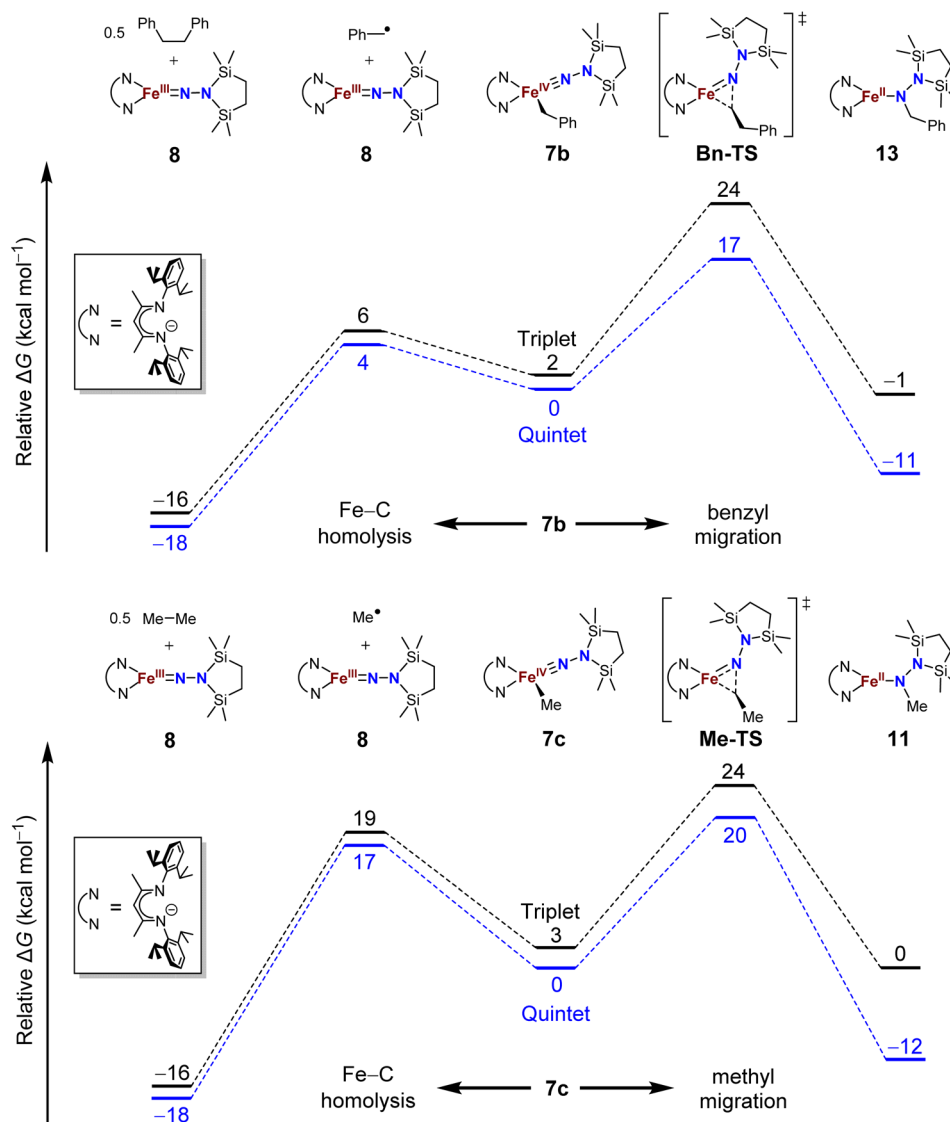 0.5 Ph Ph
+
N N Fe^III=N–N Si Si
8
Ph •
+
N N Fe^III=N–N Si Si
8
N N Fe^IV≡N–N Si Si
Ph
7b
N N Fe N N Si Si
Ph
‡
Bn-TS
N N Fe^II–N N Si Si
Ph
13
Relative ΔG (kcal mol⁻¹)
N N = N N ⊖
24
17
6
4
Triplet
2
0
Quintet
−1
−11
−16
−18
Fe–C
homolysis
7b
benzyl
migration
0.5 Me–Me
+
N N Fe^III=N–N Si Si
8
Me•
+
N N Fe^III=N–N Si Si
8
N N Fe^IV≡N–N Si Si
Me
7c
N N Fe N N Si Si
Me
‡
Me-TS
N N Fe^II–N N Si Si
Me
11
Relative ΔG (kcal mol⁻¹)
N N = N N ⊖
24
20
19
17
Triplet
3
0
Quintet
0
−12
−16
−18
Fe–C
homolysis
7c
methyl
migration